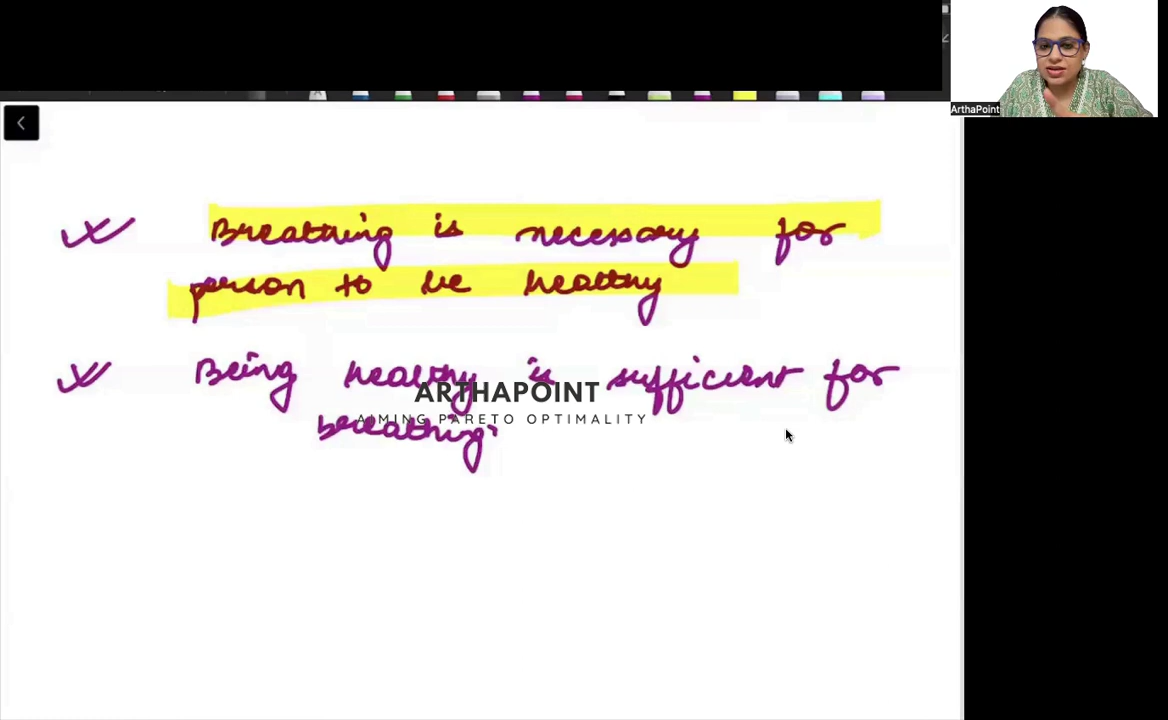 ArthaPoint
Breathing is necessary for
person to be healthy
Being healthy is sufficient for
ARTHAPOINT
AIMING PARETO OPTIMALITY
breathing.